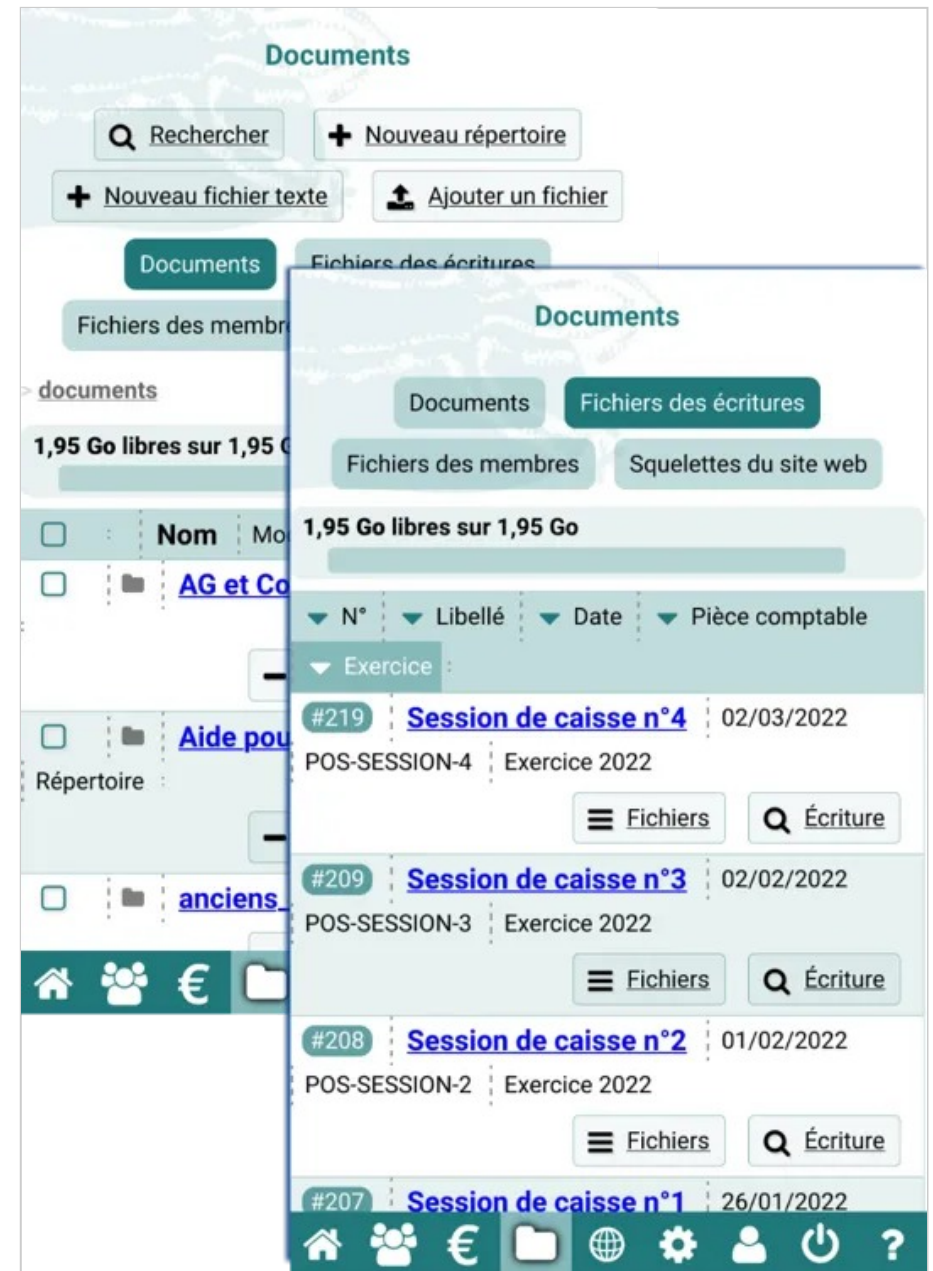 Documents
Rechercher
Nouveau répertoire
Nouveau fichier texte
Ajouter un fichier
Documents
Fichiers des écritures
Fichiers des
> documents
1,95 Go libres sur 1,95
Nom
AG et
Aide
Répertoire
anciens_
Documents
Documents
Fichiers des écritures
Fichiers des membres
Squelettes du site web
1,95 Go libres sur 1,95 Go
N° Libellé Date Pièce comptable
Exercice
#219 Session de caisse n°4 02/03/2022
POS-SESSION-4 Exercice 2022
Fichiers Écriture
#209 Session de caisse n°3 02/02/2022
POS-SESSION-3 Exercice 2022
Fichiers Écriture
#208 Session de caisse n°2 01/02/2022
POS-SESSION-2 Exercice 2022
Fichiers Écriture
#207 Session de caisse n°1 26/01/2022